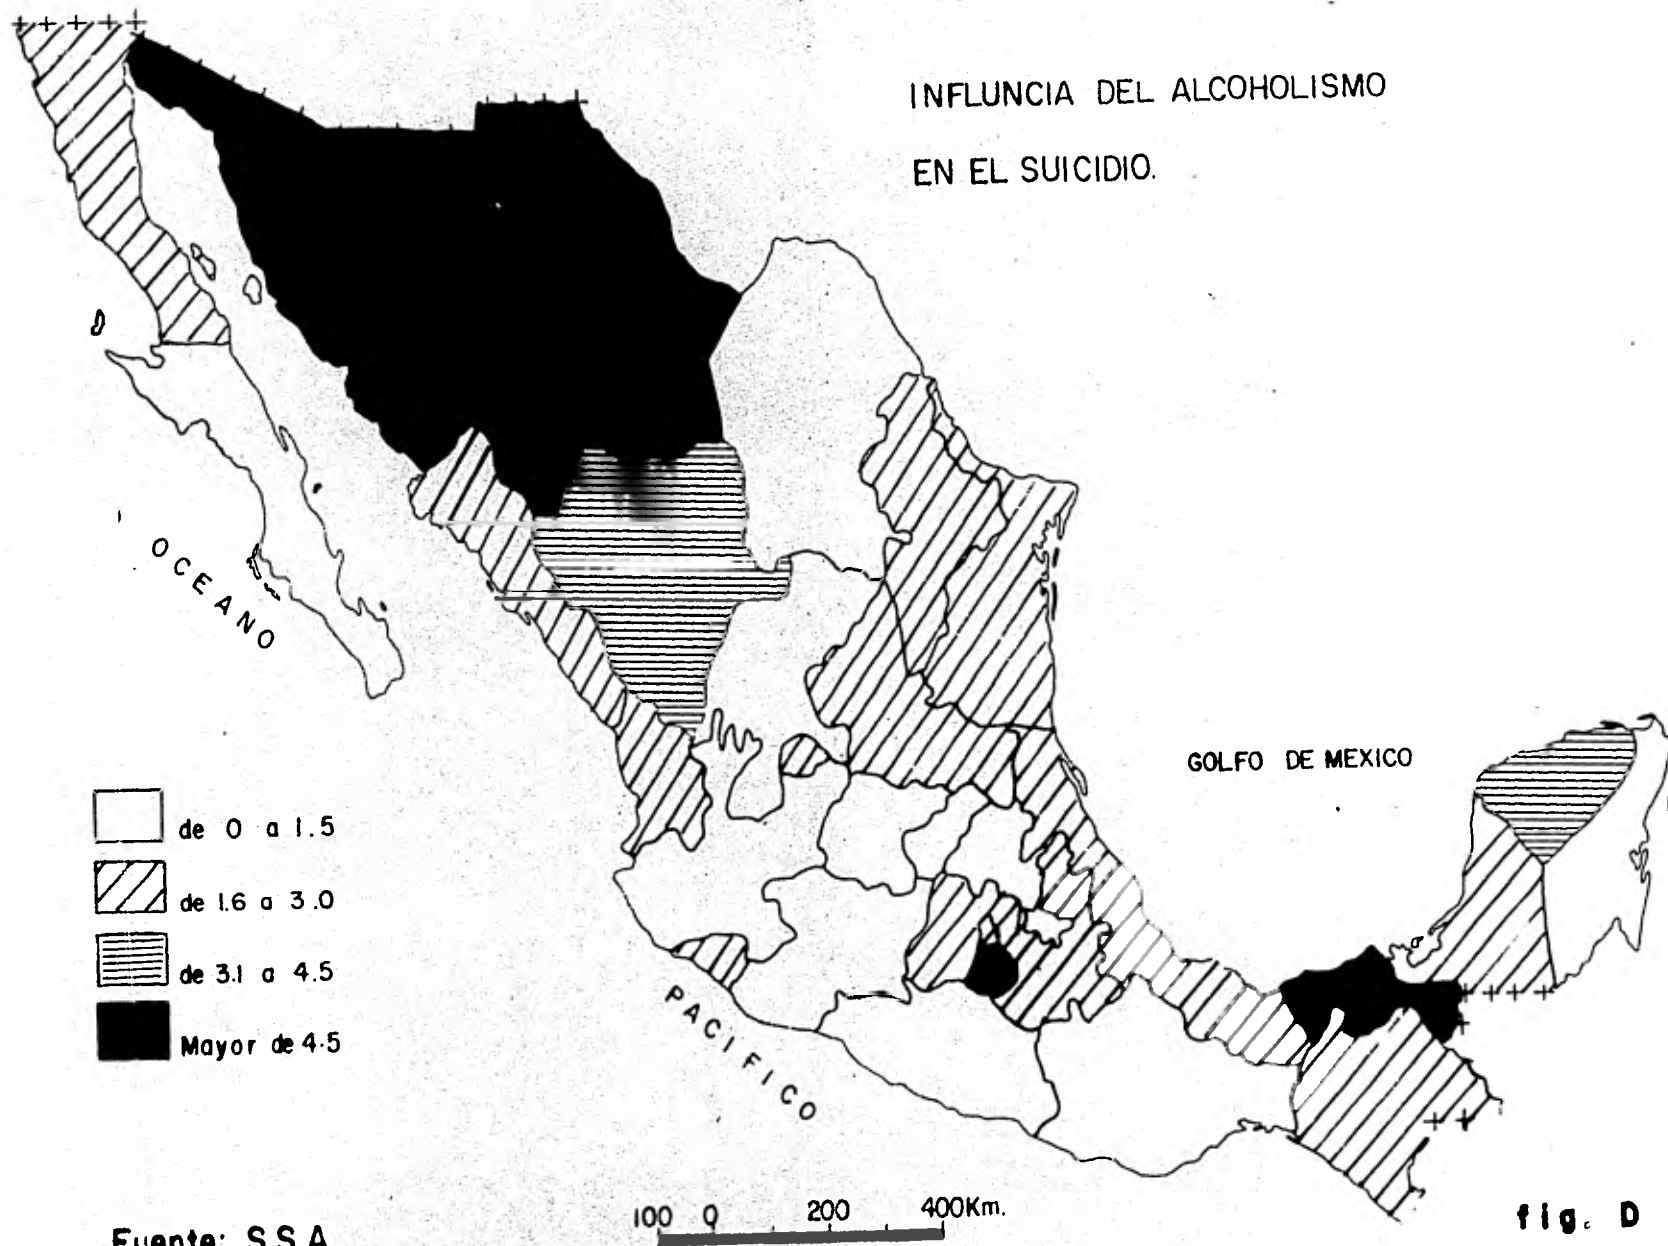 INFLUNCIA DEL ALCOHOLISMO
EN EL SUICIDIO.
OCEANO
PACIFICO
GOLFO DE MEXICO
de 0 a 1.5
de 1.6 a 3.0
de 3.1 a 4.5
Mayor de 4.5
100 0 200 400Km.
Fuente: S.S.A.
fig. D